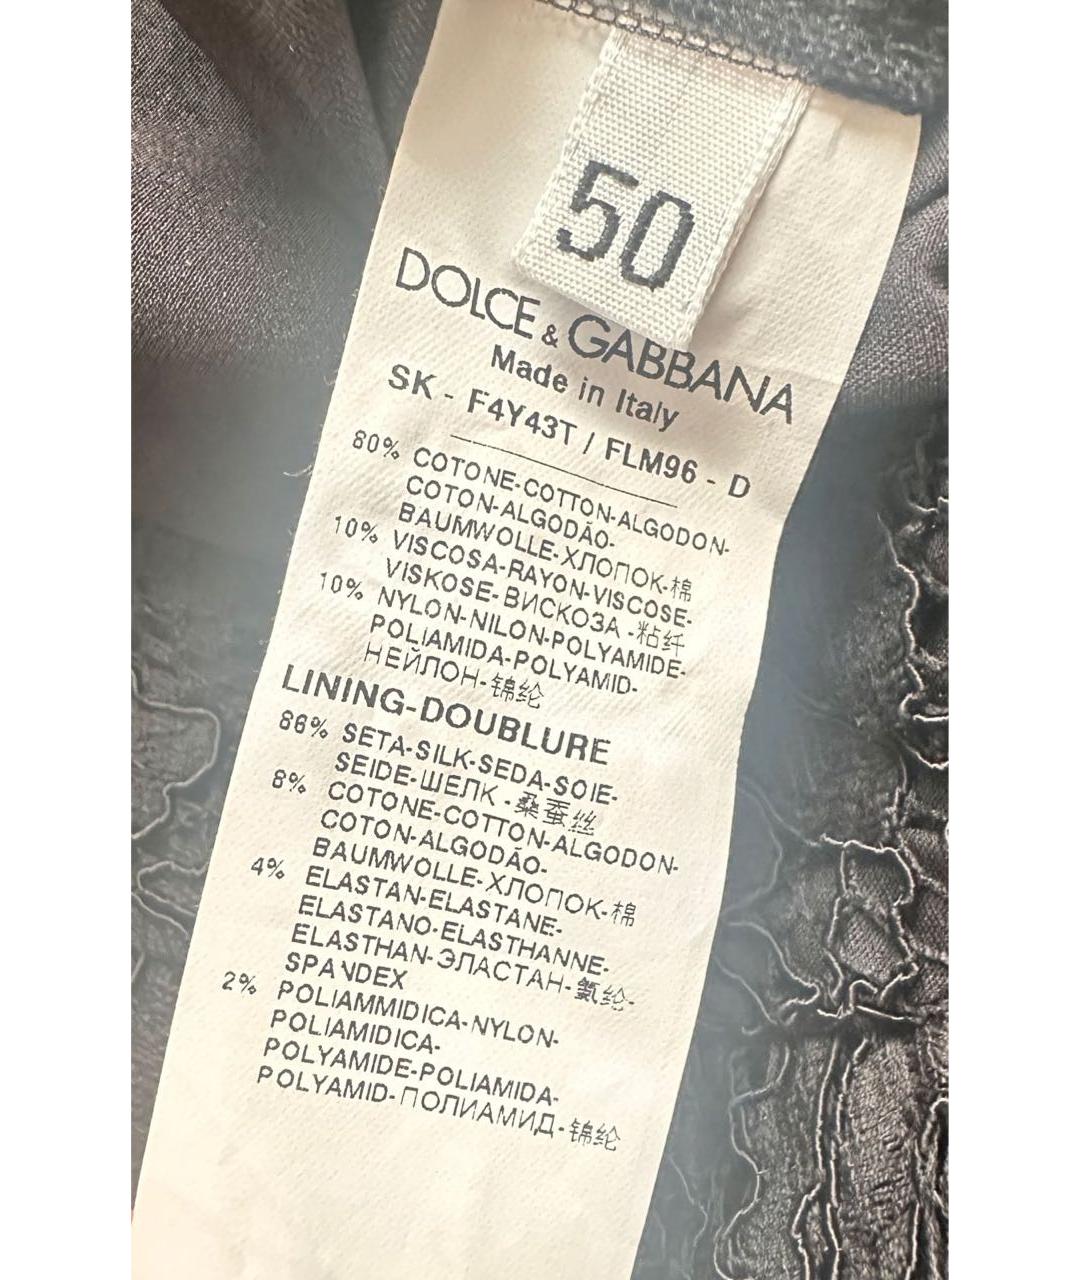 50
DOLCE & GABBANA
Made in Italy
SK - F4Y43T / FLM96 - D
80% COTONE-COTTON-ALGODON-
COTON-ALGODÃO-
BAUMWOLLE-ХЛОПОК-棉
10% VISCOSA-RAYON-VISCOSE-
VISKOSE-ВИСКОЗА-粘纤
10% NYLON-NILON-POLYAMIDE-
POLIAMIDA-POLYAMID-
НЕЙЛОН-锦纶
LINING-DOUBLURE
86% SETA-SILK-SEDA-SOIE-
SEIDE-ШЕЛК-桑蚕丝
8% COTONE-COTTON-ALGODON-
COTON-ALGODÃO-
BAUMWOLLE-ХЛОПОК-棉
4% ELASTAN-ELASTANE-
ELASTANO-ELASTHANNE-
ELASTHAN-ЭЛАСТАН-氨纶-
SPANDEX
2% POLIAMMIDICA-NYLON-
POLIAMIDICA-
POLYAMIDE-POLIAMIDA-
POLYAMID-ПОЛИАМИД-锦纶